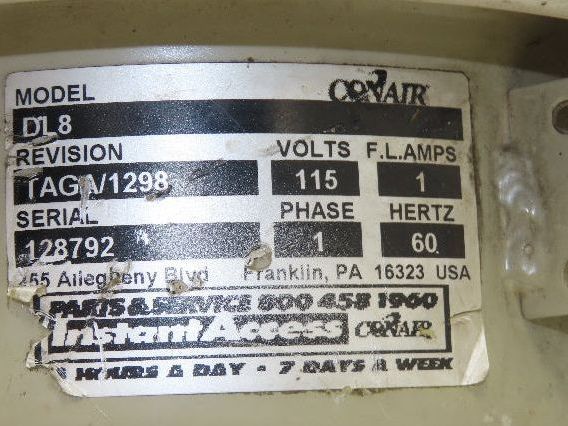 MODEL CONAIR
DL8
REVISION VOLTS F.L.AMPS
TAG V1298 115 1
SERIAL PHASE HERTZ
128792 1 60
455 Allegheny Blvd Franklin, PA 16323 USA
PARTS & SERVICE 800 458 1960
Instant Access CONAIR
HOURS A DAY - 7 DAYS A WEEK